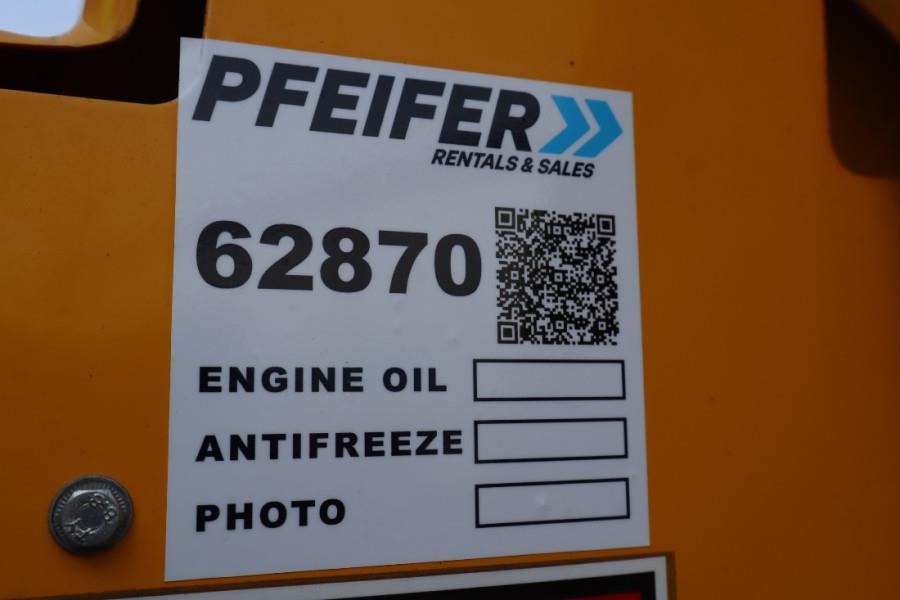 PFEIFER
RENTALS & SALES
62870
ENGINE OIL
ANTIFREEZE
PHOTO